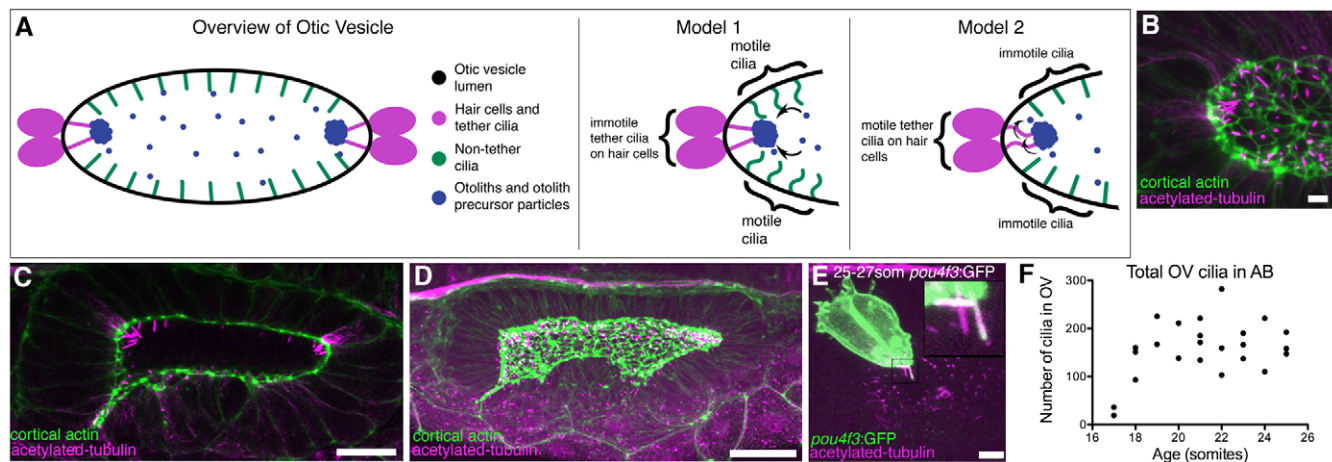 A
Overview of Otic Vesicle
Otic vesicle
lumen
Hair cells and
tether cilia
Non-tether
cilia
Otoliths and otolith
precursor particles
Model 1
motile
cilia
immotile
tether cilia
on hair cells
motile
cilia
Model 2
immotile cilia
motile tether
cilia on hair
cells
immotile cilia
B
cortical actin
acetylated-tubulin
C
cortical actin
acetylated-tubulin
D
cortical actin
acetylated-tubulin
E
25-27som pou4f3:GFP
pou4f3:GFP
acetylated-tubulin
F
Total OV cilia in AB
Number of cilia in OV
300
200
100
0
16 18 20 22 24 26
Age (somites)